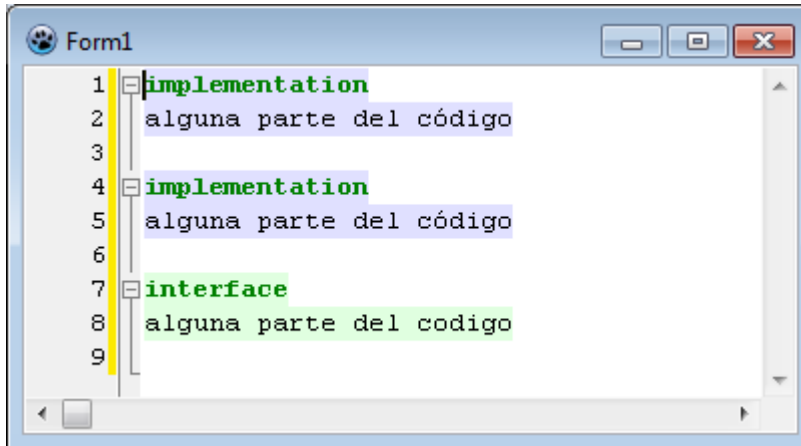 Form1
1 implementation
2 alguna parte del código
3
4 implementation
5 alguna parte del código
6
7 interface
8 alguna parte del codigo
9